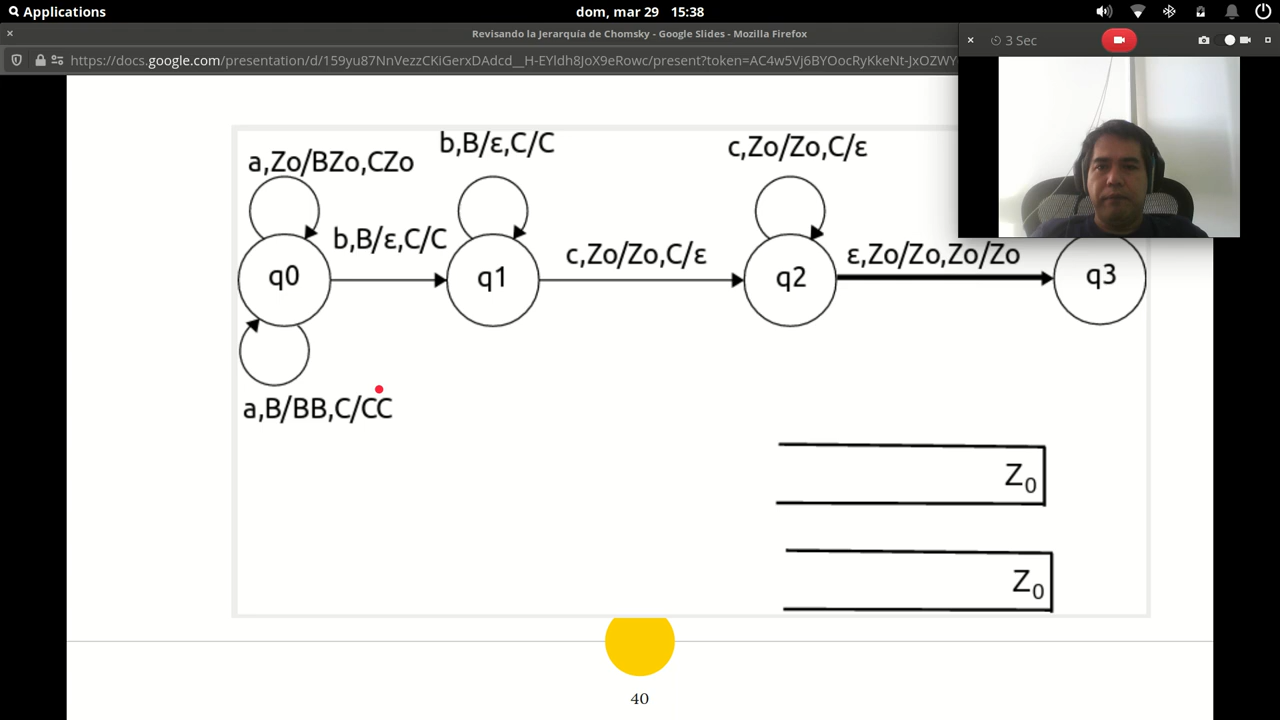 Applications
dom, mar 29 15:38
Revisando la Jerarquía de Chomsky - Google Slides - Mozilla Firefox
3 Sec
https://docs.google.com/presentation/d/159yu87NnVezzCKiGerxDAdcd__H-EYldh8JoX9eRowc/present?token=AC4w5Vj6BYOocRyKkeNt-JxOZWY
b,B/ε,C/C
c,Zo/Zo,C/ε
a,Zo/BZo,CZo
b,B/ε,C/C
c,Zo/Zo,C/ε
ε,Zo/Zo,Zo/Zo
q0
q1
q2
q3
a,B/BB,C/CC
Z0
Z0
40